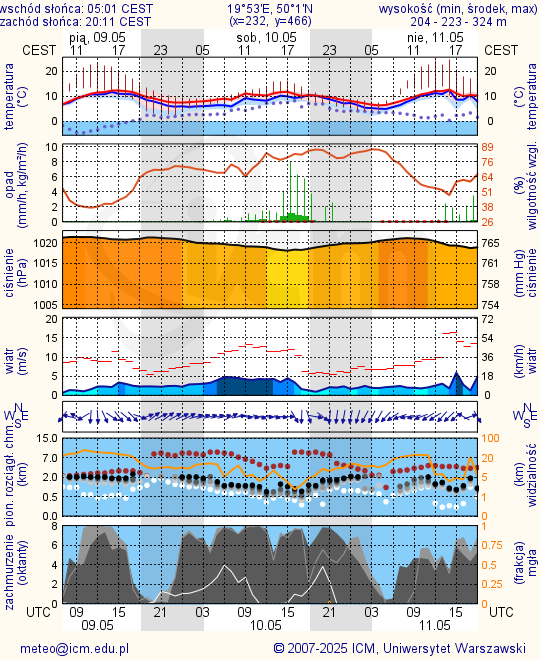 wschód słońca: 05:01 CEST 19°53'E, 50°1'N wysokość (min, środek, max)
zachód słońca: 20:11 CEST (x=232, y=466) 204 - 223 - 324 m
pią, 09.05 sob, 10.05 nie, 11.05
CEST 11 17 23 05 11 17 23 05 11 17 CEST
temperatura (°C) 20 10 0 20 10 0 temperatura (°C)
opad (mm/h, kg/m²/h) 10 8 6 4 2 0 89 76 64 51 38 26 (%) wilgotność wzgl.
ciśnienie (hPa) 1020 1015 1010 1005 765 761 758 754 (mm Hg) ciśnienie
wiatr (m/s) 20 15 10 5 0 72 54 36 18 0 (km/h) wiatr
N W E S N W E S
pion. rozciągł. chm. (km) 15.0 7.0 2.0 0.5 0.0 100 20 5 1 0 (km) widzialność
zachmurzenie (oktanty) 8 6 4 2 0 1 0.75 0.5 0.25 0 (frakcja) mgła
UTC 09 15 21 03 09 15 21 03 09 15 UTC
09.05 10.05 11.05
meteo@icm.edu.pl © 2007-2025 ICM, Uniwersytet Warszawski